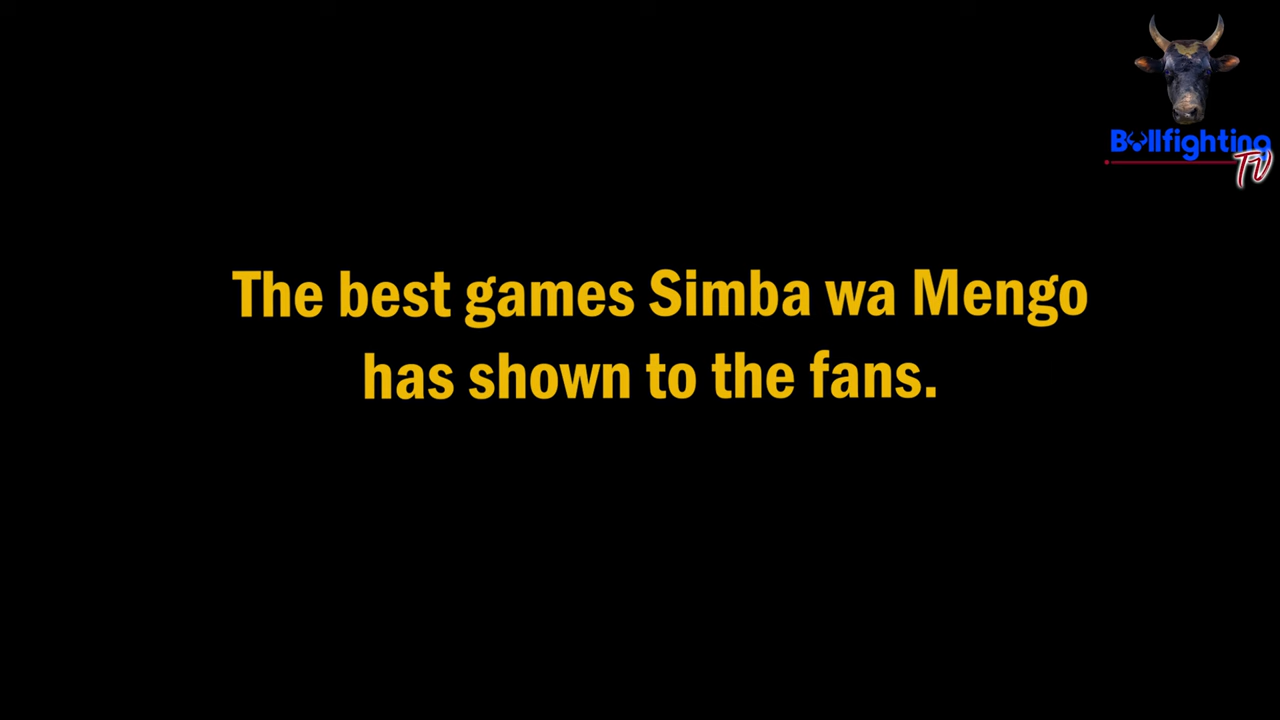 Bullfighting
TV
The best games Simba wa Mengo
has shown to the fans.